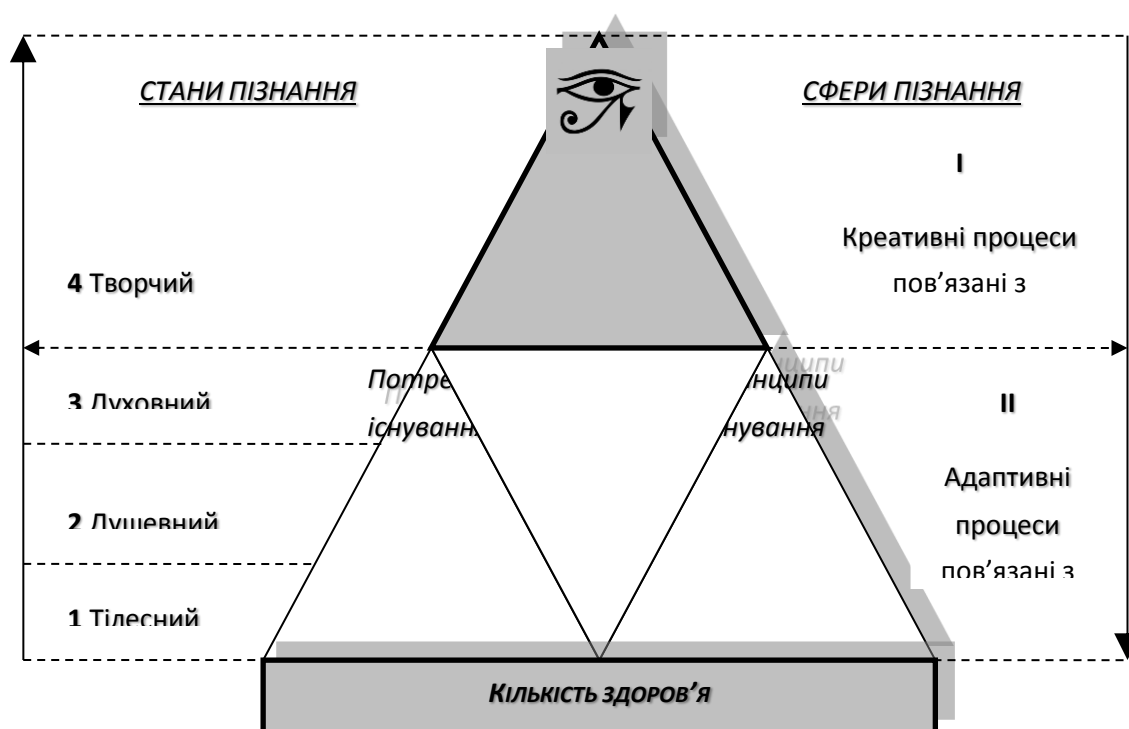 СТАНИ ПІЗНАННЯ
СФЕРИ ПІЗНАННЯ
I
Креативні процеси
пов’язані з
4 Творчий
3 Духовний
існування
II
Адаптивні
процеси
пов’язані з
2 Душевний
1 Тілесний
Кількість здоров’я